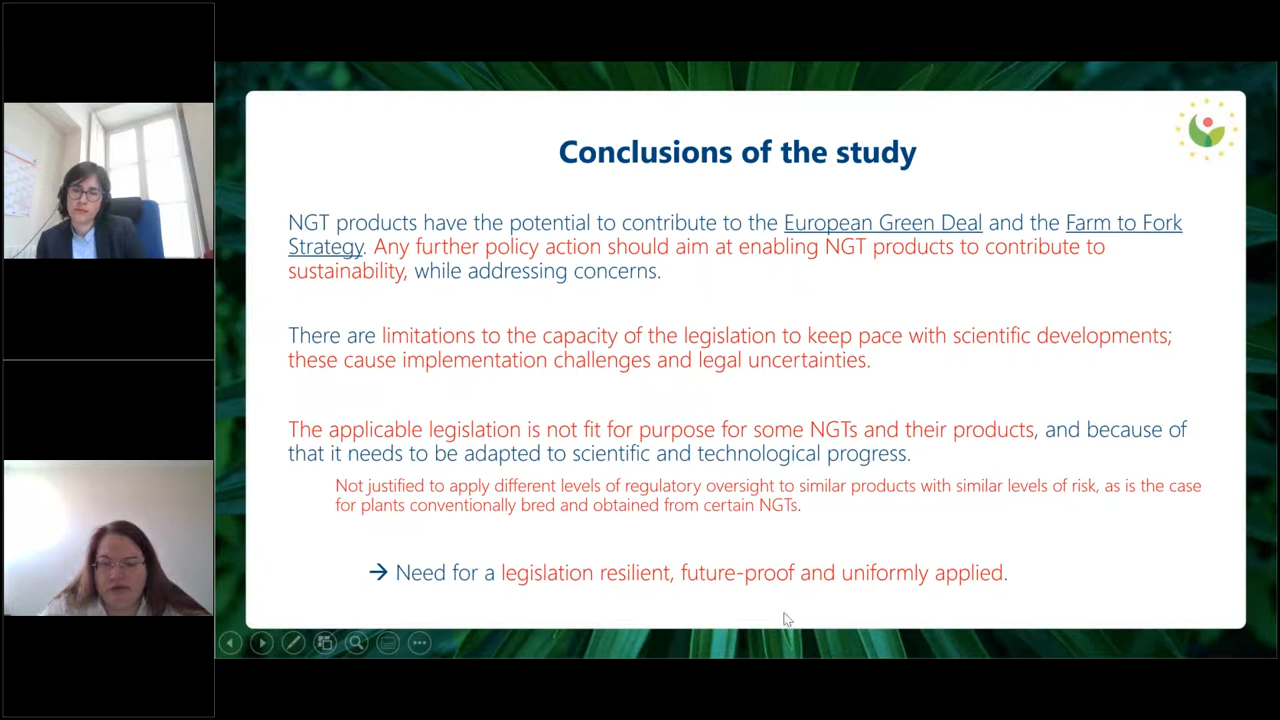 Conclusions of the study
NGT products have the potential to contribute to the European Green Deal and the Farm to Fork
Strategy. Any further policy action should aim at enabling NGT products to contribute to
sustainability, while addressing concerns.
There are limitations to the capacity of the legislation to keep pace with scientific developments;
these cause implementation challenges and legal uncertainties.
The applicable legislation is not fit for purpose for some NGTs and their products, and because of
that it needs to be adapted to scientific and technological progress.
Not justified to apply different levels of regulatory oversight to similar products with similar levels of risk, as is the case
for plants conventionally bred and obtained from certain NGTs.
→ Need for a legislation resilient, future-proof and uniformly applied.